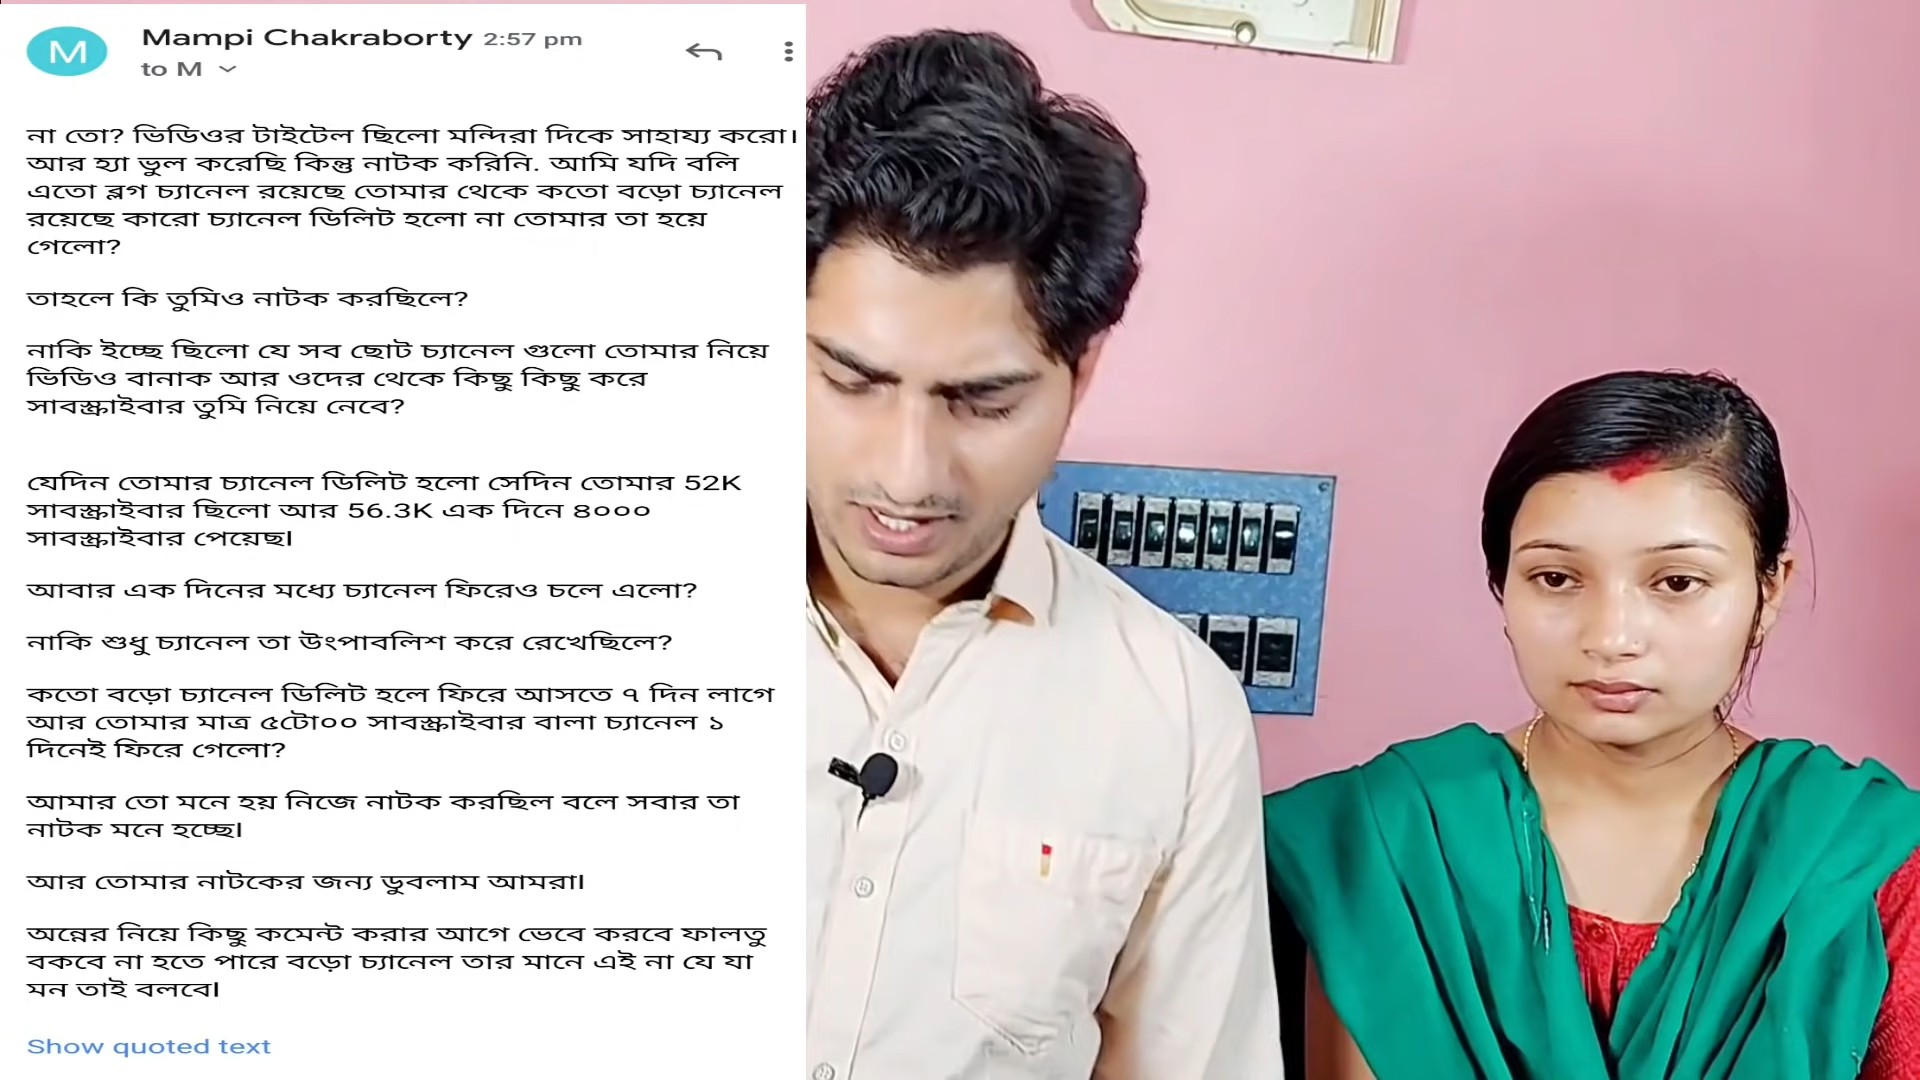 M
Mampi Chakraborty 2:57 pm
to M
না তো? ভিডিওর টাইটেল ছিলো মন্দিরা দিকে সাহায্য করো।
আর হ্যা ভুল করেছি কিন্তু নাটক করিনি. আমি যদি বলি
এতো ব্লগ চ্যানেল রয়েছে তোমার থেকে কতো বড়ো চ্যানেল
রয়েছে কারো চ্যানেল ডিলিট হলো না তোমার তা হয়ে
গেলো?
তাহলে কি তুমিও নাটক করছিলে?
নাকি ইচ্ছে ছিলো যে সব ছোট চ্যানেল গুলো তোমার নিয়ে
ভিডিও বানাক আর ওদের থেকে কিছু কিছু করে
সাবস্ক্রাইবার তুমি নিয়ে নেবে?
যেদিন তোমার চ্যানেল ডিলিট হলো সেদিন তোমার 52K
সাবস্ক্রাইবার ছিলো আর 56.3K এক দিনে ৪০০০
সাবস্ক্রাইবার পেয়েছ।
আবার এক দিনের মধ্যে চ্যানেল ফিরেও চলে এলো?
নাকি শুধু চ্যানেল তা উংপাবলিশ করে রেখেছিলে?
কতো বড়ো চ্যানেল ডিলিট হলে ফিরে আসতে ৭ দিন লাগে
আর তোমার মাত্র ৫টো০০ সাবস্ক্রাইবার বালা চ্যানেল ১
দিনেই ফিরে গেলো?
আমার তো মনে হয় নিজে নাটক করছিল বলে সবার তা
নাটক মনে হচ্ছে।
আর তোমার নাটকের জন্য ডুবলাম আমরা।
অন্নের নিয়ে কিছু কমেন্ট করার আগে ভেবে করবে ফালতু
বকবে না হতে পারে বড়ো চ্যানেল তার মানে এই না যে যা
মন তাই বলবে।
Show quoted text